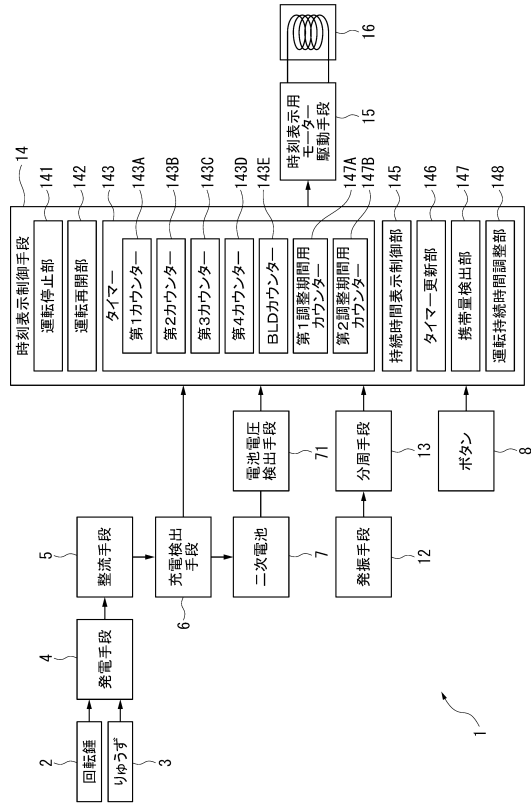 1
2
回転錘
3
りゅうず
4
発電手段
5
整流手段
6
充電検出
手段
7
二次電池
71
電池電圧
検出手段
12
発振手段
13
分周手段
8
ボタン
14
時刻表示制御手段
141
運転停止部
142
運転再開部
143
タイマー
143A
第1カウンター
143B
第2カウンター
143C
第3カウンター
143D
第4カウンター
143E
BLDカウンター
147A
第1調整期間用
カウンター
147B
第2調整期間用
カウンター
145
持続時間表示制御部
146
タイマー更新部
147
携帯量検出部
148
運転持続時間調整部
15
時刻表示用
モーター
駆動手段
16